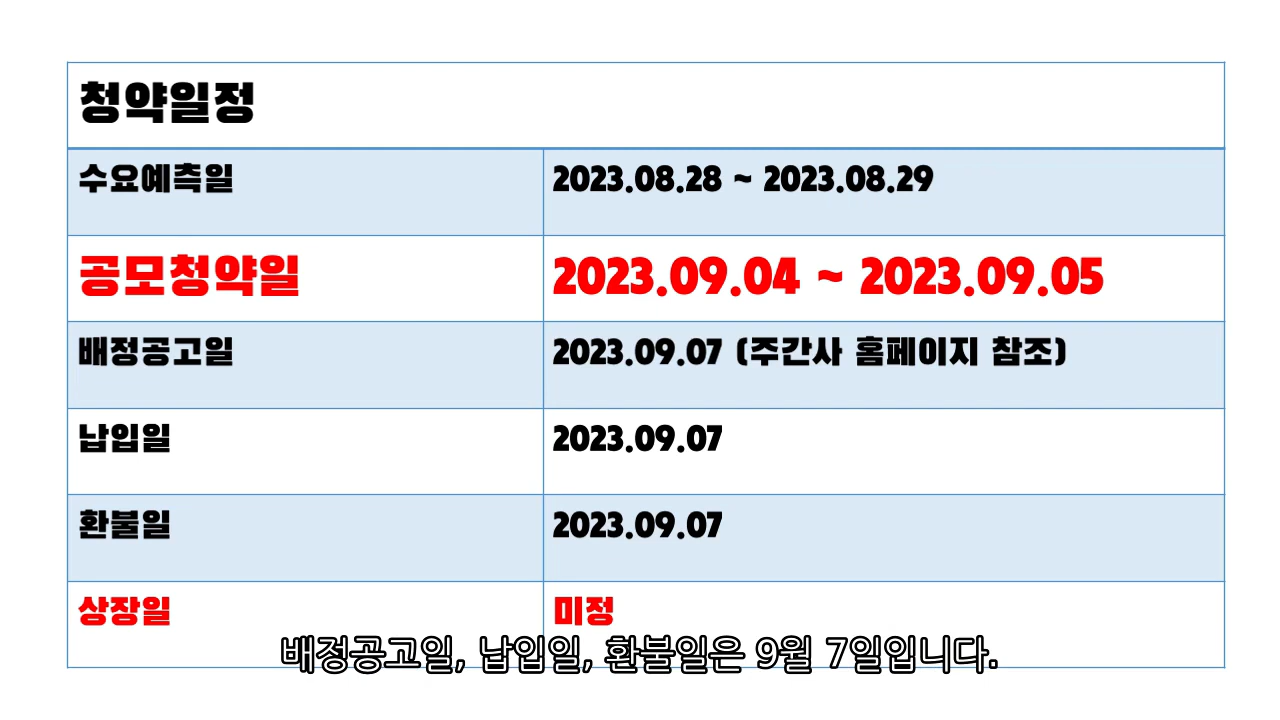 청약일정
수요예측일 2023.08.28 ~ 2023.08.29
공모청약일 2023.09.04 ~ 2023.09.05
배정공고일 2023.09.07 (주간사 홈페이지 참조)
납입일 2023.09.07
환불일 2023.09.07
상장일 미정
배정공고일, 납입일, 환불일은 9월 7일입니다.